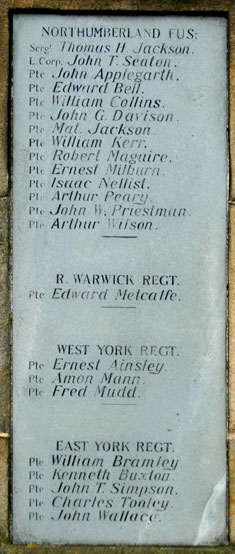 NORTHUMBERLAND FUS:
Sergt Thomas H. Jackson.
L. Corp. John T. Seaton.
Pte John Applegarth.
Pte Edward Bell.
Pte William Collins.
Pte John G. Davison.
Pte Mat. Jackson.
Pte William Kerr.
Pte Robert Maguire.
Pte Ernest Milburn.
Pte Isaac Nellist.
Pte Arthur Peary.
Pte John W. Priestman.
Pte Arthur Wilson.
R. WARWICK REGT.
Pte Edward Metcalfe.
WEST YORK REGT.
Pte Ernest Ainsley.
Pte Amon Mann.
Pte Fred Mudd.
EAST YORK REGT.
Pte William Bramley.
Pte Kenneth Buxton.
Pte John T. Simpson.
Pte Charles Tooley.
Pte John Wallace.